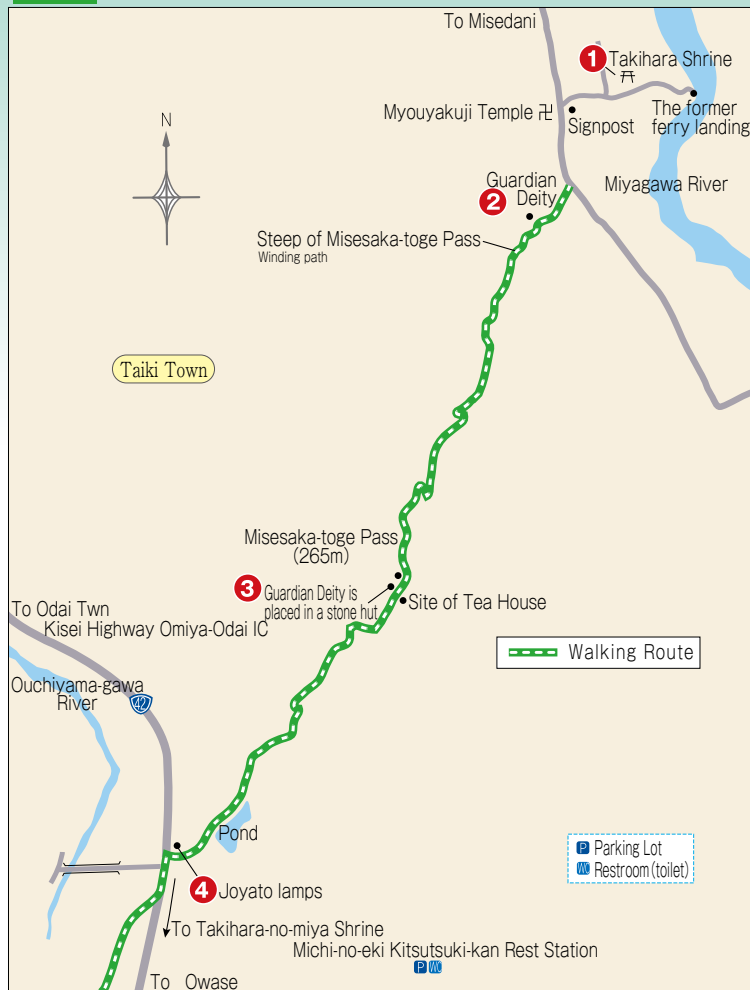 To Misedani
1 Takihara Shrine
Myouyakuji Temple 卍
Signpost
The former
ferry landing
N
Guardian
Deity
2
Miyagawa River
Steep of Misesaka-toge Pass
Winding path
Taiki Town
Misesaka-toge Pass
(265m)
3 Guardian Deity is
placed in a stone hut
Site of Tea House
To Odai Twn
Kisei Highway Omiya-Odai IC
Walking Route
Ouchiyama-gawa
River
42
Pond
P Parking Lot
WC Restroom(toilet)
4 Joyato lamps
To Takihara-no-miya Shrine
Michi-no-eki Kitsutsuki-kan Rest Station
P WC
To Owase